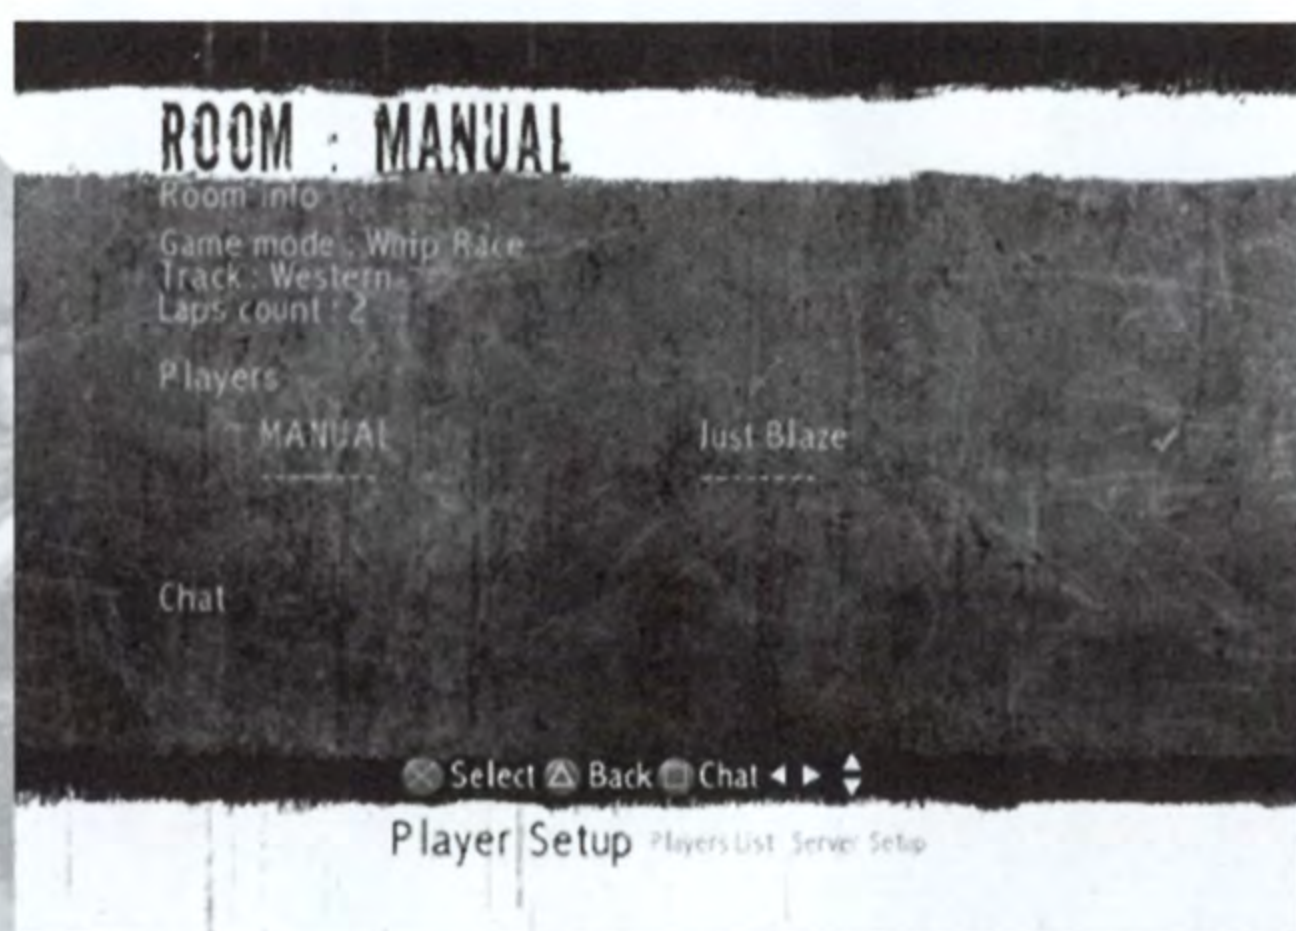 ROOM : MANUAL
Room info
Game mode : Whip Race
Track : Western
Laps count : 2
Players
MANUAL Just Blaze
-------- --------
Chat
Select Back Chat
Player Setup Players List Server Setup